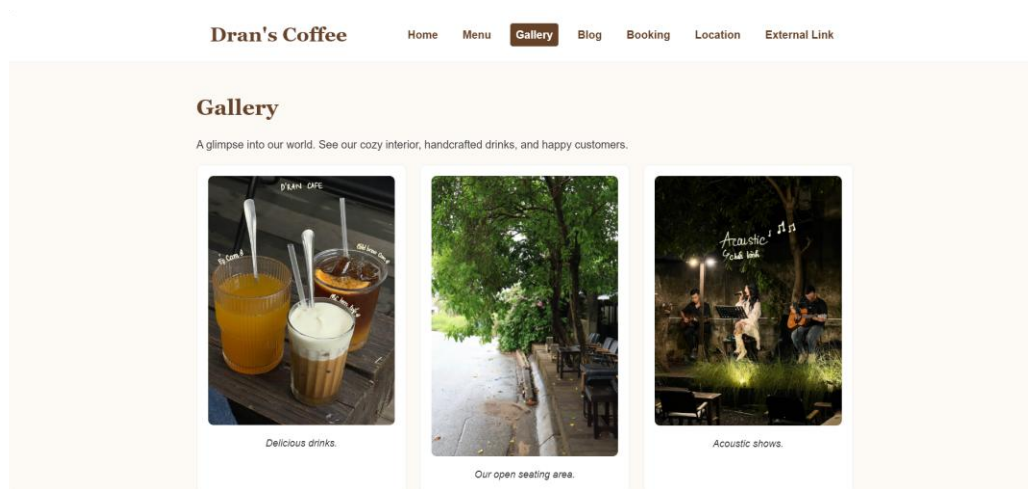 Dran's Coffee
Home Menu Gallery Blog Booking Location External Link
Gallery
A glimpse into our world. See our cozy interior, handcrafted drinks, and happy customers.
D'RAN CAFE
Acoustic
Delicious drinks.
Our open seating area.
Acoustic shows.